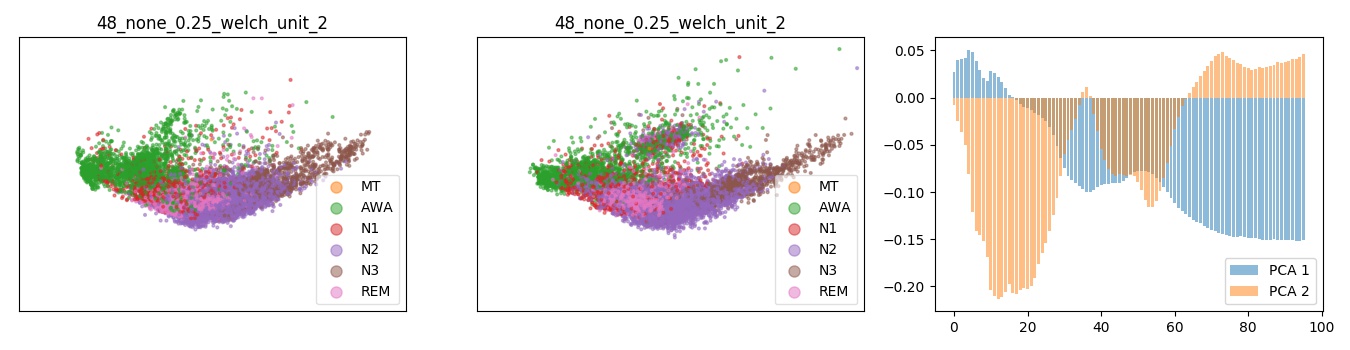 48_none_0.25_welch_unit_2
MT
AWA
N1
N2
N3
REM
48_none_0.25_welch_unit_2
MT
AWA
N1
N2
N3
REM
0.05
0.00
−0.05
−0.10
−0.15
−0.20
0 20 40 60 80 100
PCA 1
PCA 2